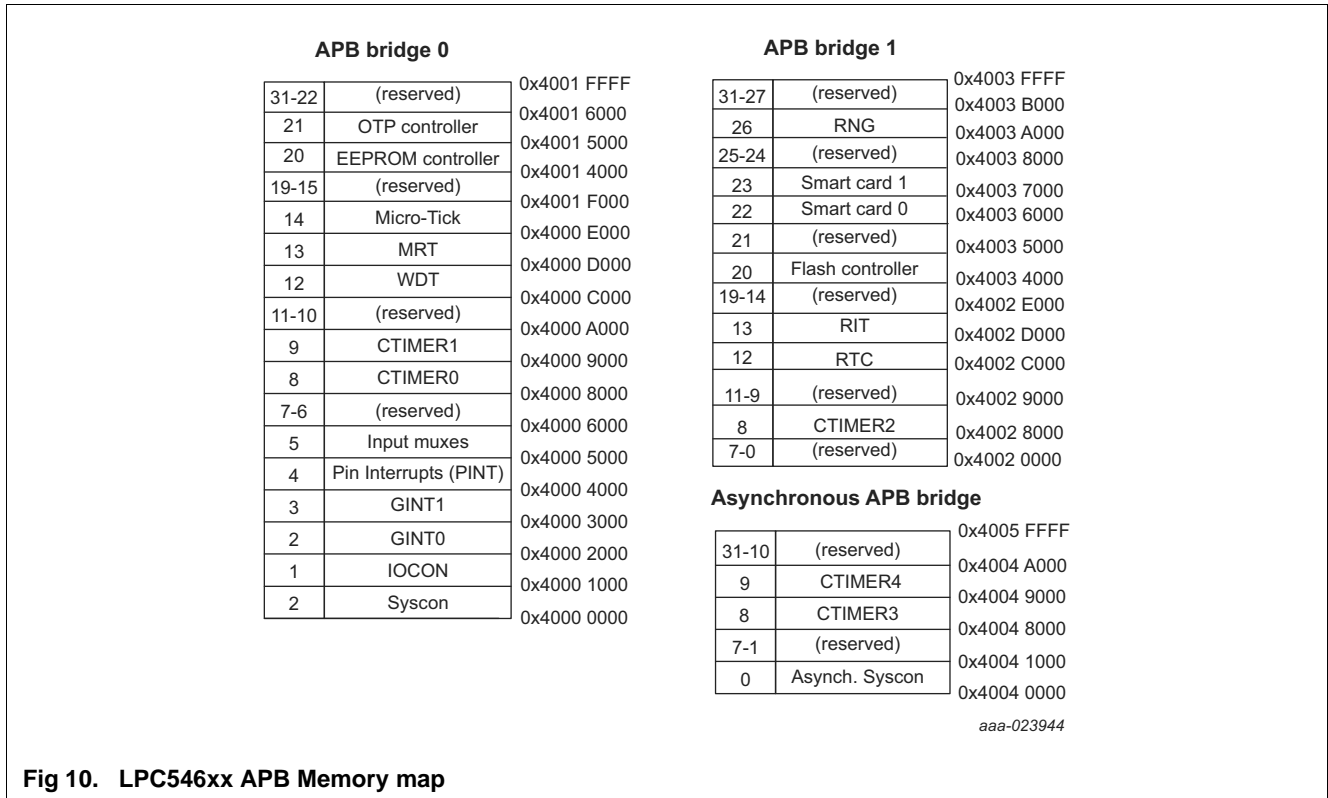 APB bridge 0
0x4001 FFFF
31-22 (reserved)
0x4001 6000
21 OTP controller
0x4001 5000
20 EEPROM controller
0x4001 4000
19-15 (reserved)
0x4001 F000
14 Micro-Tick
0x4000 E000
13 MRT
0x4000 D000
12 WDT
0x4000 C000
11-10 (reserved)
0x4000 A000
9 CTIMER1
0x4000 9000
8 CTIMER0
0x4000 8000
7-6 (reserved)
0x4000 6000
5 Input muxes
0x4000 5000
4 Pin Interrupts (PINT)
0x4000 4000
3 GINT1
0x4000 3000
2 GINT0
0x4000 2000
1 IOCON
0x4000 1000
2 Syscon
0x4000 0000
APB bridge 1
0x4003 FFFF
31-27 (reserved)
0x4003 B000
26 RNG
0x4003 A000
25-24 (reserved)
0x4003 8000
23 Smart card 1
0x4003 7000
22 Smart card 0
0x4003 6000
21 (reserved)
0x4003 5000
20 Flash controller
0x4003 4000
19-14 (reserved)
0x4002 E000
13 RIT
0x4002 D000
12 RTC
0x4002 C000
11-9 (reserved)
0x4002 9000
8 CTIMER2
0x4002 8000
7-0 (reserved)
0x4002 0000
Asynchronous APB bridge
0x4005 FFFF
31-10 (reserved)
0x4004 A000
9 CTIMER4
0x4004 9000
8 CTIMER3
0x4004 8000
7-1 (reserved)
0x4004 1000
0 Asynch. Syscon
0x4004 0000
aaa-023944
Fig 10. LPC546xx APB Memory map